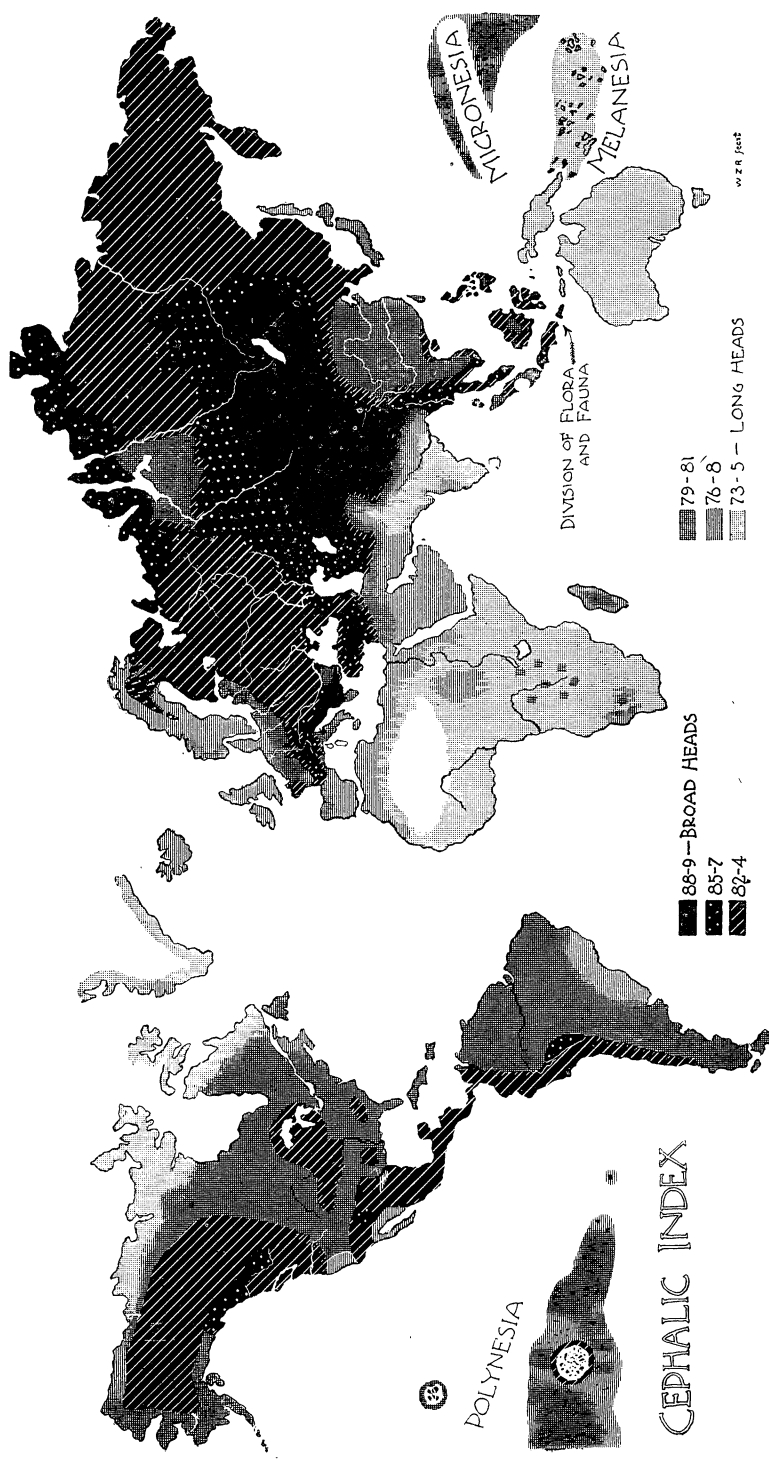 MICRONESIA
MELANESIA
DIVISION OF FLORA
AND FAUNA
POLYNESIA
CEPHALIC INDEX
88-9—BROAD HEADS
85-7
82-4
79-81
76-8
73-5—LONG HEADS
WZR fecit